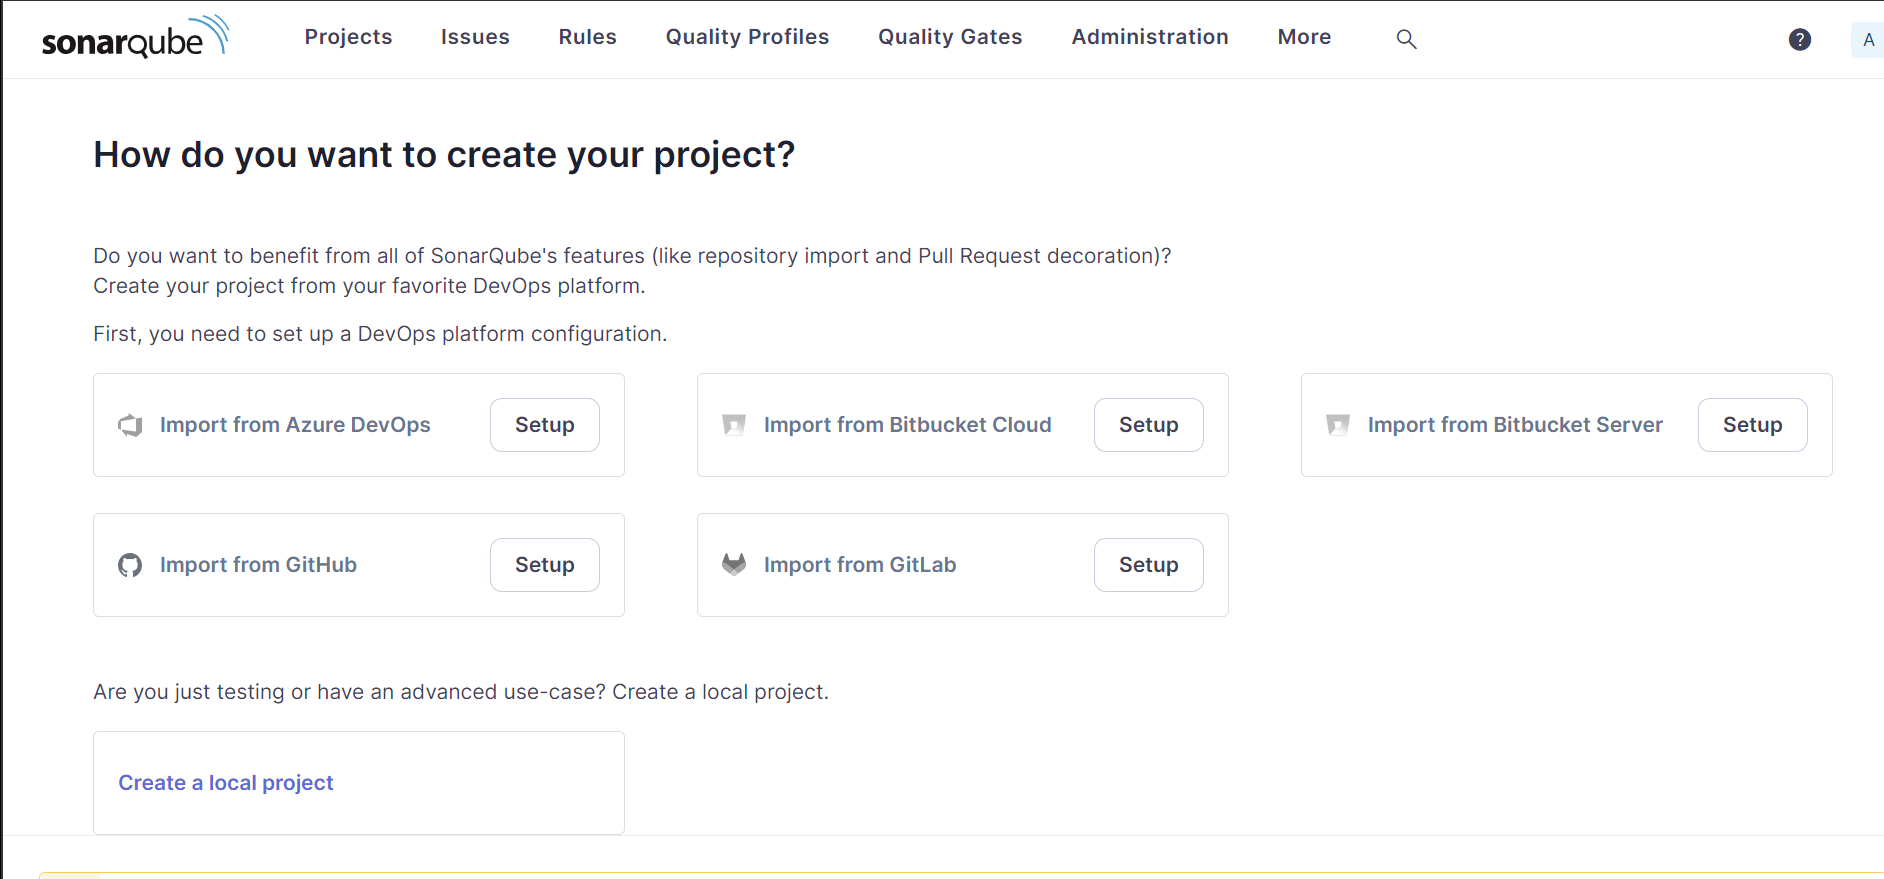 sonarqube
Projects
Issues
Rules
Quality Profiles
Quality Gates
Administration
More
?
A
How do you want to create your project?
Do you want to benefit from all of SonarQube's features (like repository import and Pull Request decoration)?
Create your project from your favorite DevOps platform.
First, you need to set up a DevOps platform configuration.
Import from Azure DevOps
Setup
Import from Bitbucket Cloud
Setup
Import from Bitbucket Server
Setup
Import from GitHub
Setup
Import from GitLab
Setup
Are you just testing or have an advanced use-case? Create a local project.
Create a local project